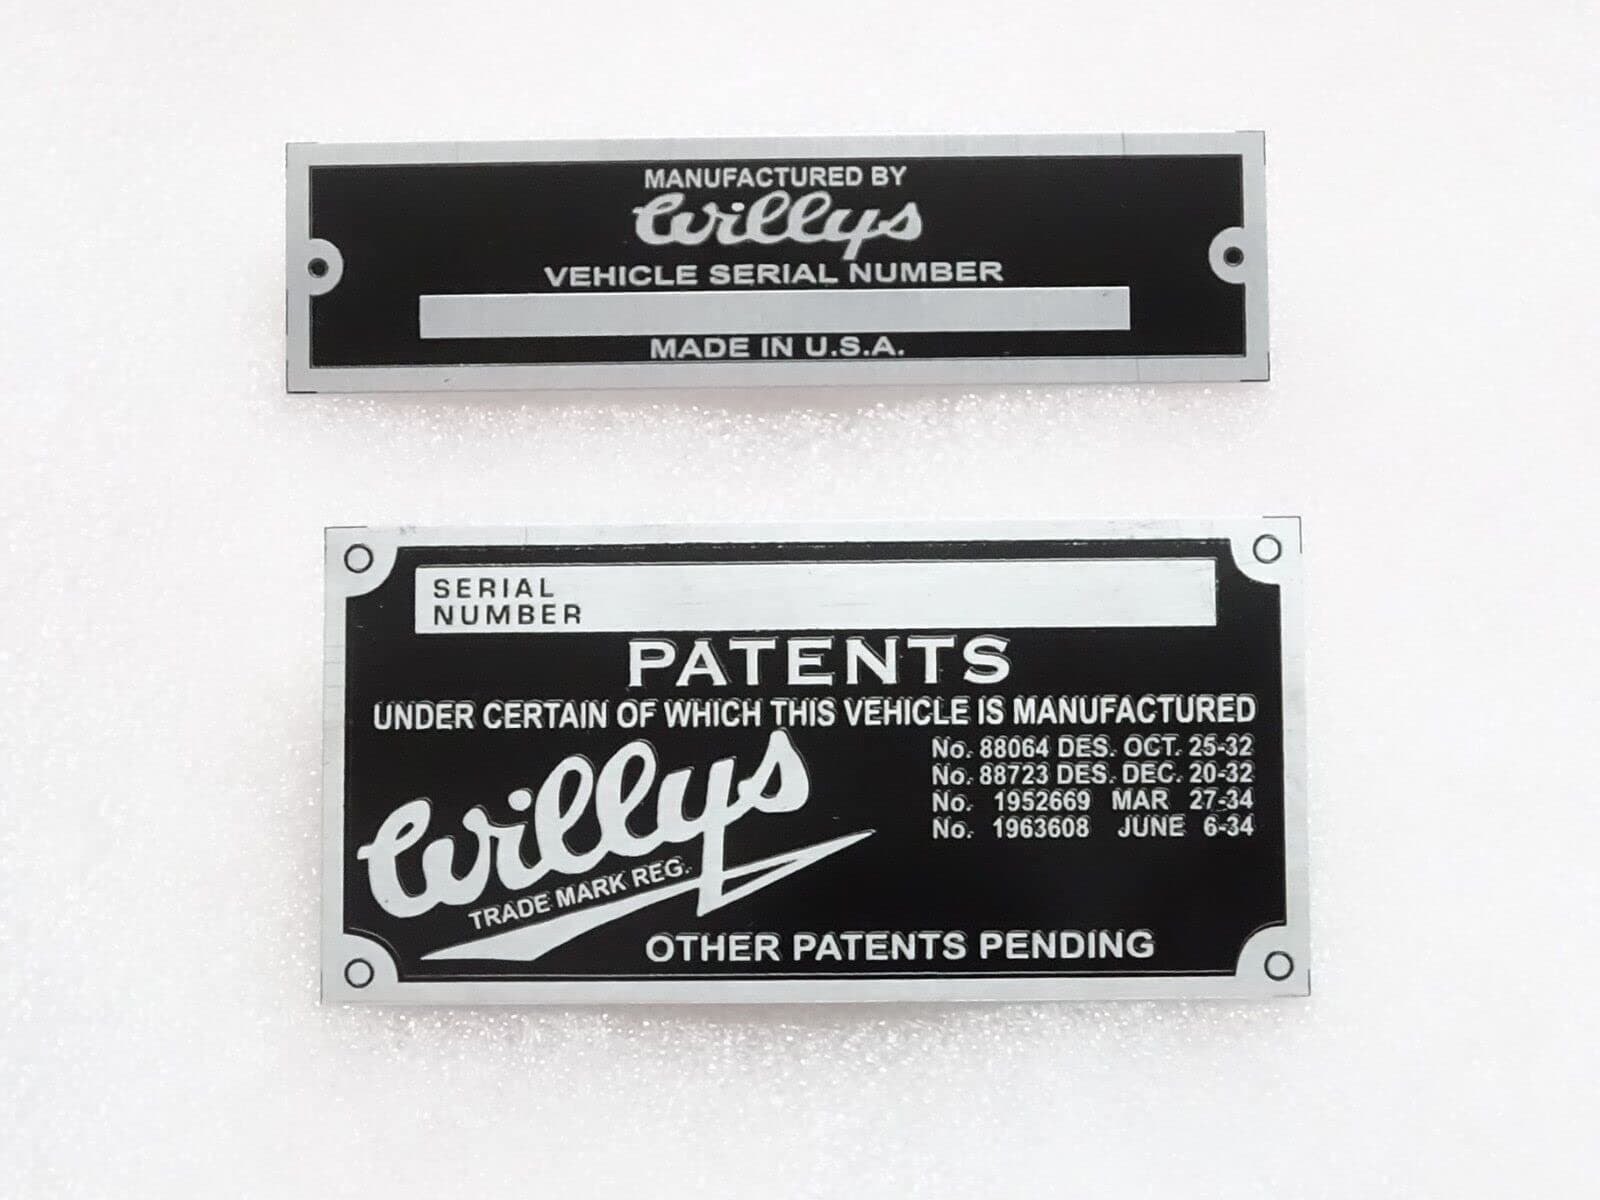 MANUFACTURED BY
Willys
VEHICLE SERIAL NUMBER
MADE IN U.S.A.
SERIAL
NUMBER
PATENTS
UNDER CERTAIN OF WHICH THIS VEHICLE IS MANUFACTURED
No. 88064 DES. OCT. 25-32
No. 88723 DES. DEC. 20-32
No. 1952669 MAR 27-34
No. 1963608 JUNE 6-34
Willys
TRADE MARK REG.
OTHER PATENTS PENDING